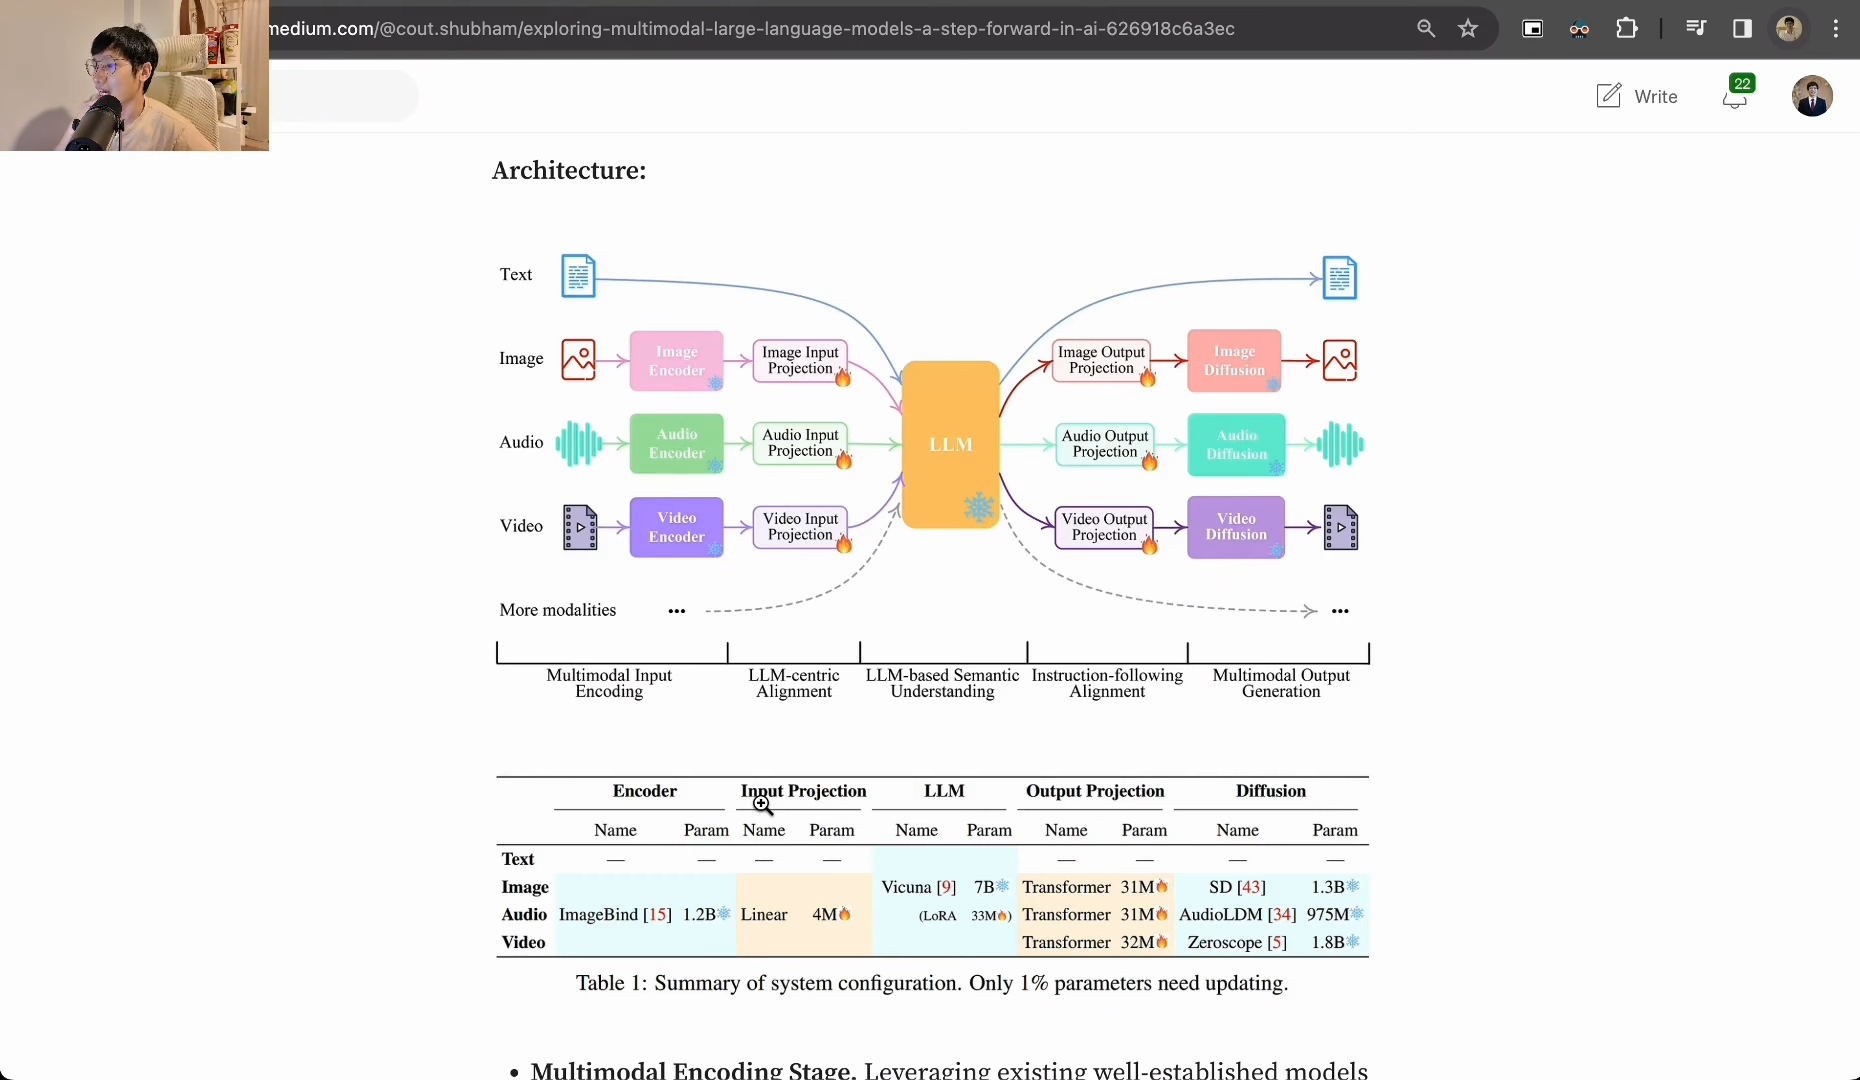 medium.com/@cout.shubham/exploring-multimodal-large-language-models-a-step-forward-in-ai-626918c6a3ec
Write
22
Architecture:
Text
Image
Image Encoder
Image Input Projection
Image Output Projection
Image Diffusion
Audio
Audio Encoder
Audio Input Projection
LLM
Audio Output Projection
Audio Diffusion
Video
Video Encoder
Video Input Projection
Video Output Projection
Video Diffusion
More modalities ... ...
Multimodal Input Encoding
LLM-centric Alignment
LLM-based Semantic Understanding
Instruction-following Alignment
Multimodal Output Generation
Encoder Input Projection LLM Output Projection Diffusion
Name Param Name Param Name Param Name Param Name Param
Text — — — — — — — —
Image Vicuna [9] 7B Transformer 31M SD [43] 1.3B
Audio ImageBind [15] 1.2B Linear 4M (LoRA 33M) Transformer 31M AudioLDM [34] 975M
Video Transformer 32M Zeroscope [5] 1.8B
Table 1: Summary of system configuration. Only 1% parameters need updating.
• Multimodal Encoding Stage. Leveraging existing well-established models